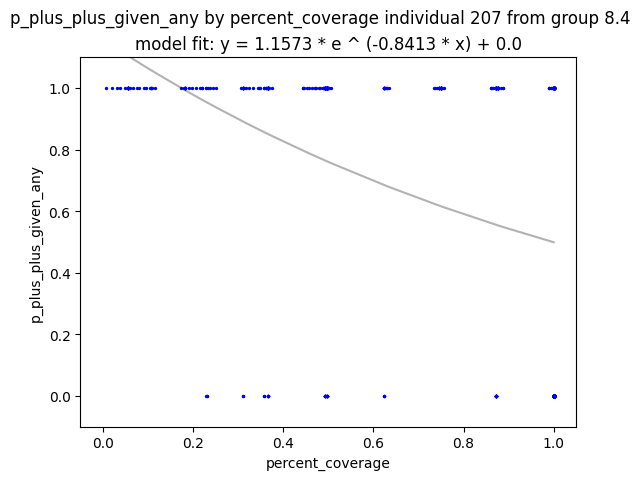 p_plus_plus_given_any by percent_coverage individual 207 from group 8.4
model fit: y = 1.1573 * e ^ (-0.8413 * x) + 0.0
1.0
0.8
0.6
0.4
0.2
0.0
p_plus_plus_given_any
0.0 0.2 0.4 0.6 0.8 1.0
percent_coverage